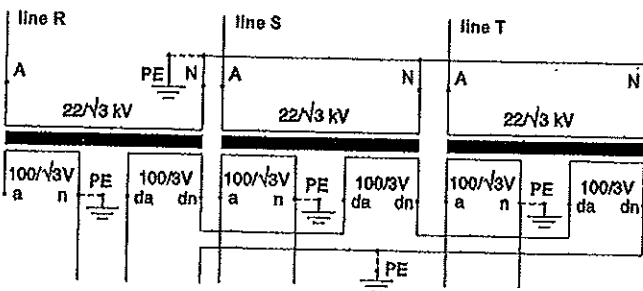 line R line S line T
A PE N A N A N
22/√3 kV 22/√3 kV 22/√3 kV
100/√3V PE 100/3V 100/√3V PE 100/3V 100/√3V PE 100/3V
a n da dn a n da dn a n da dn
PE